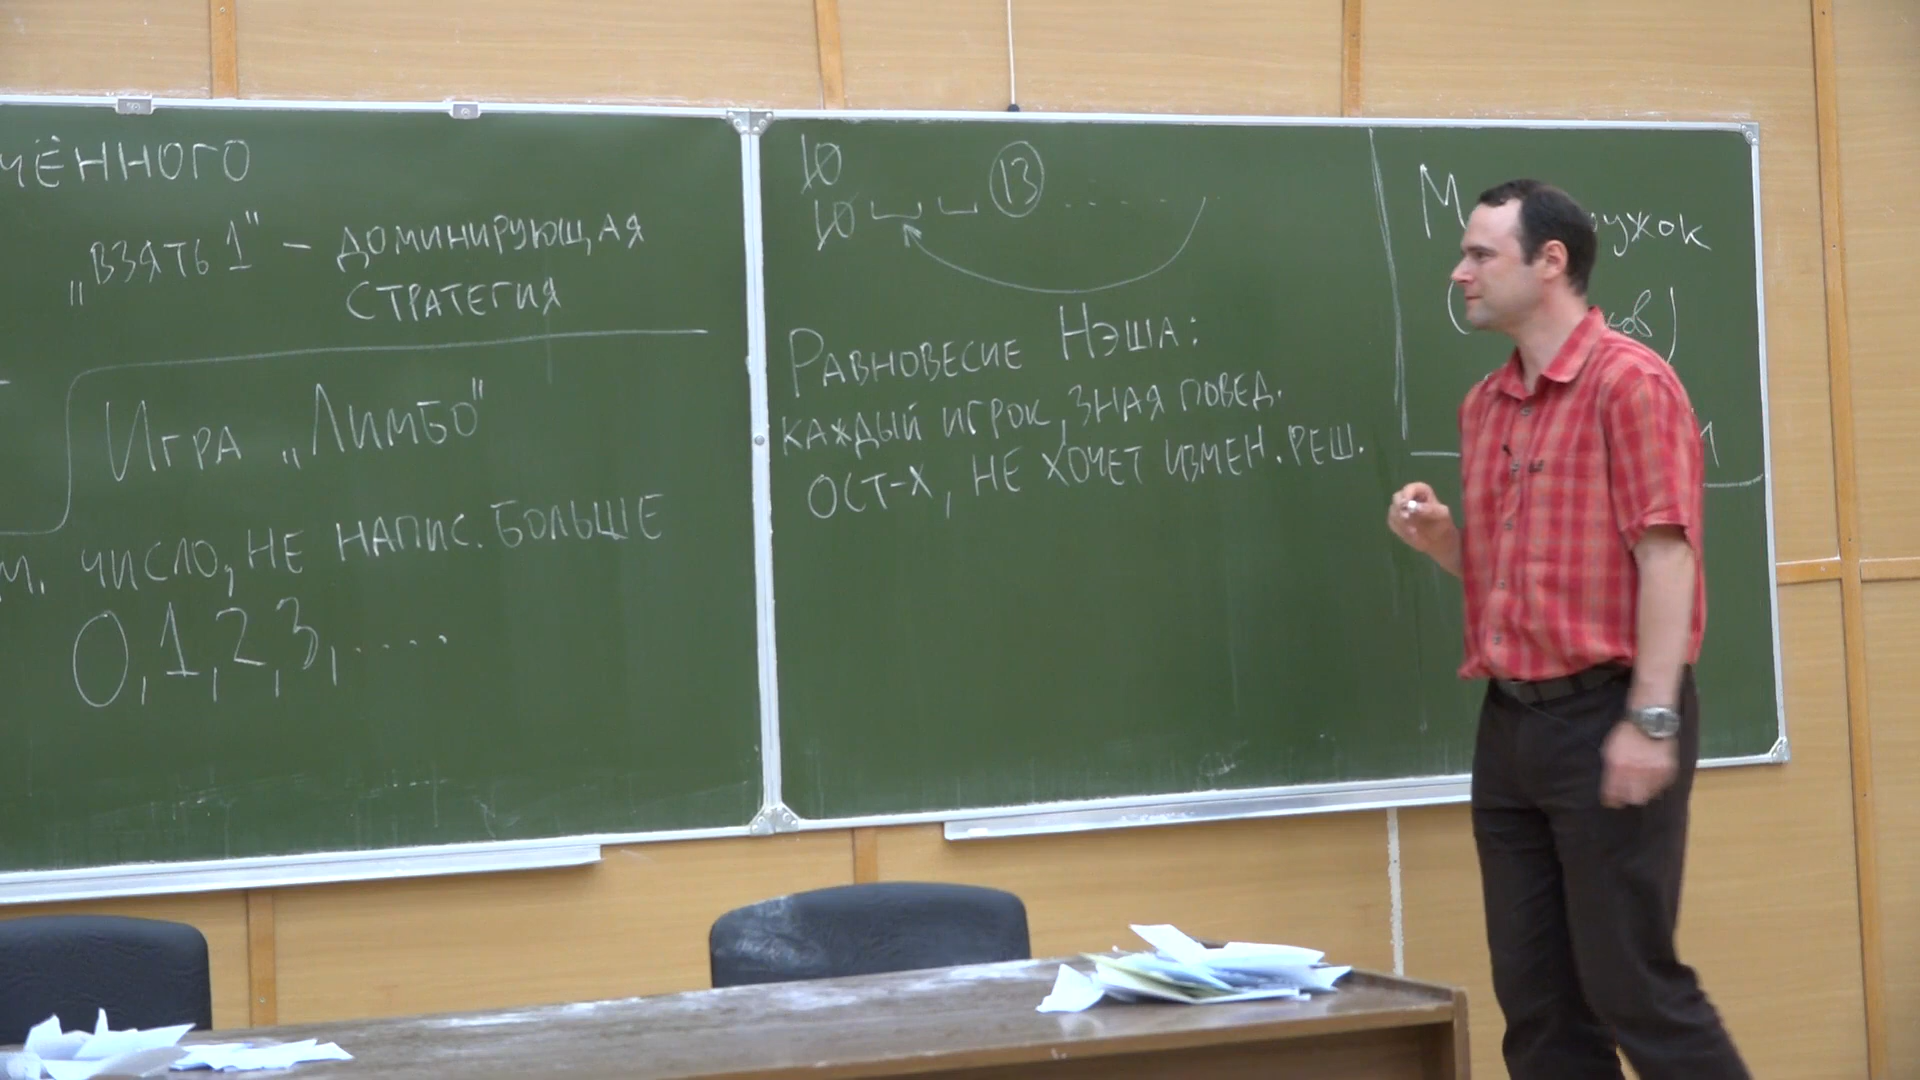 ЧЁННОГО
„ВЗЯТЬ 1" – ДОМИНИРУЮЩАЯ
СТРАТЕГИЯ
ИГРА „ЛИМБО"
М. ЧИСЛО, НЕ НАПИС. БОЛЬШЕ
0, 1, 2, 3, .....
10
10 13 ......
РАВНОВЕСИЕ НЭША:
КАЖДЫЙ ИГРОК, ЗНАЯ ПОВЕД.
ОСТ-Х, НЕ ХОЧЕТ ИЗМЕН. РЕШ.